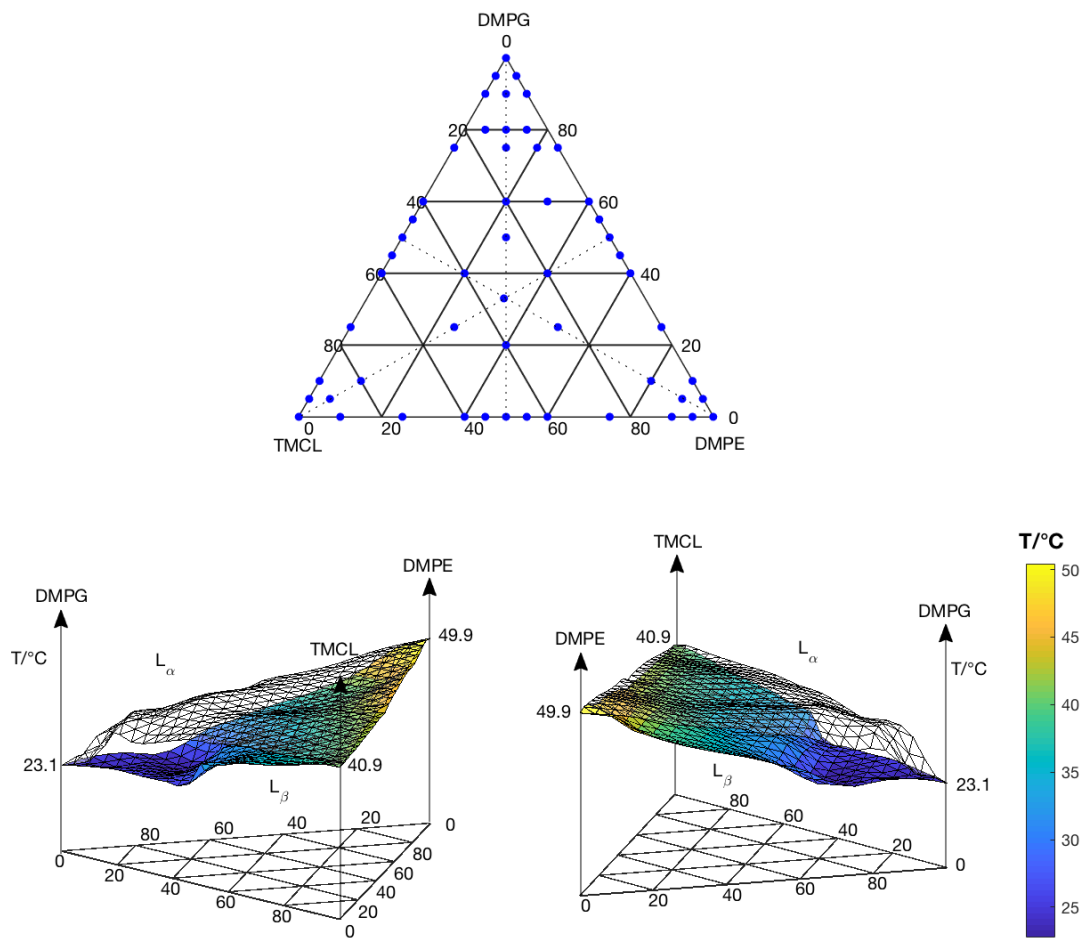 DMPG
0
20 80
40 60
60 40
80 20
0 20 40 60 80 0
TMCL DMPE
DMPE
DMPG
T/°C
TMCL
49.9
Lα
23.1
40.9
Lβ
80 60 40 20 0
0 20 40 60 80 0
20 40 60 80
TMCL
DMPG
DMPE
40.9
Lα
T/°C
49.9
Lβ
23.1
80 60 40 20 0
0 20 40 60 80
T/°C
50
45
40
35
30
25